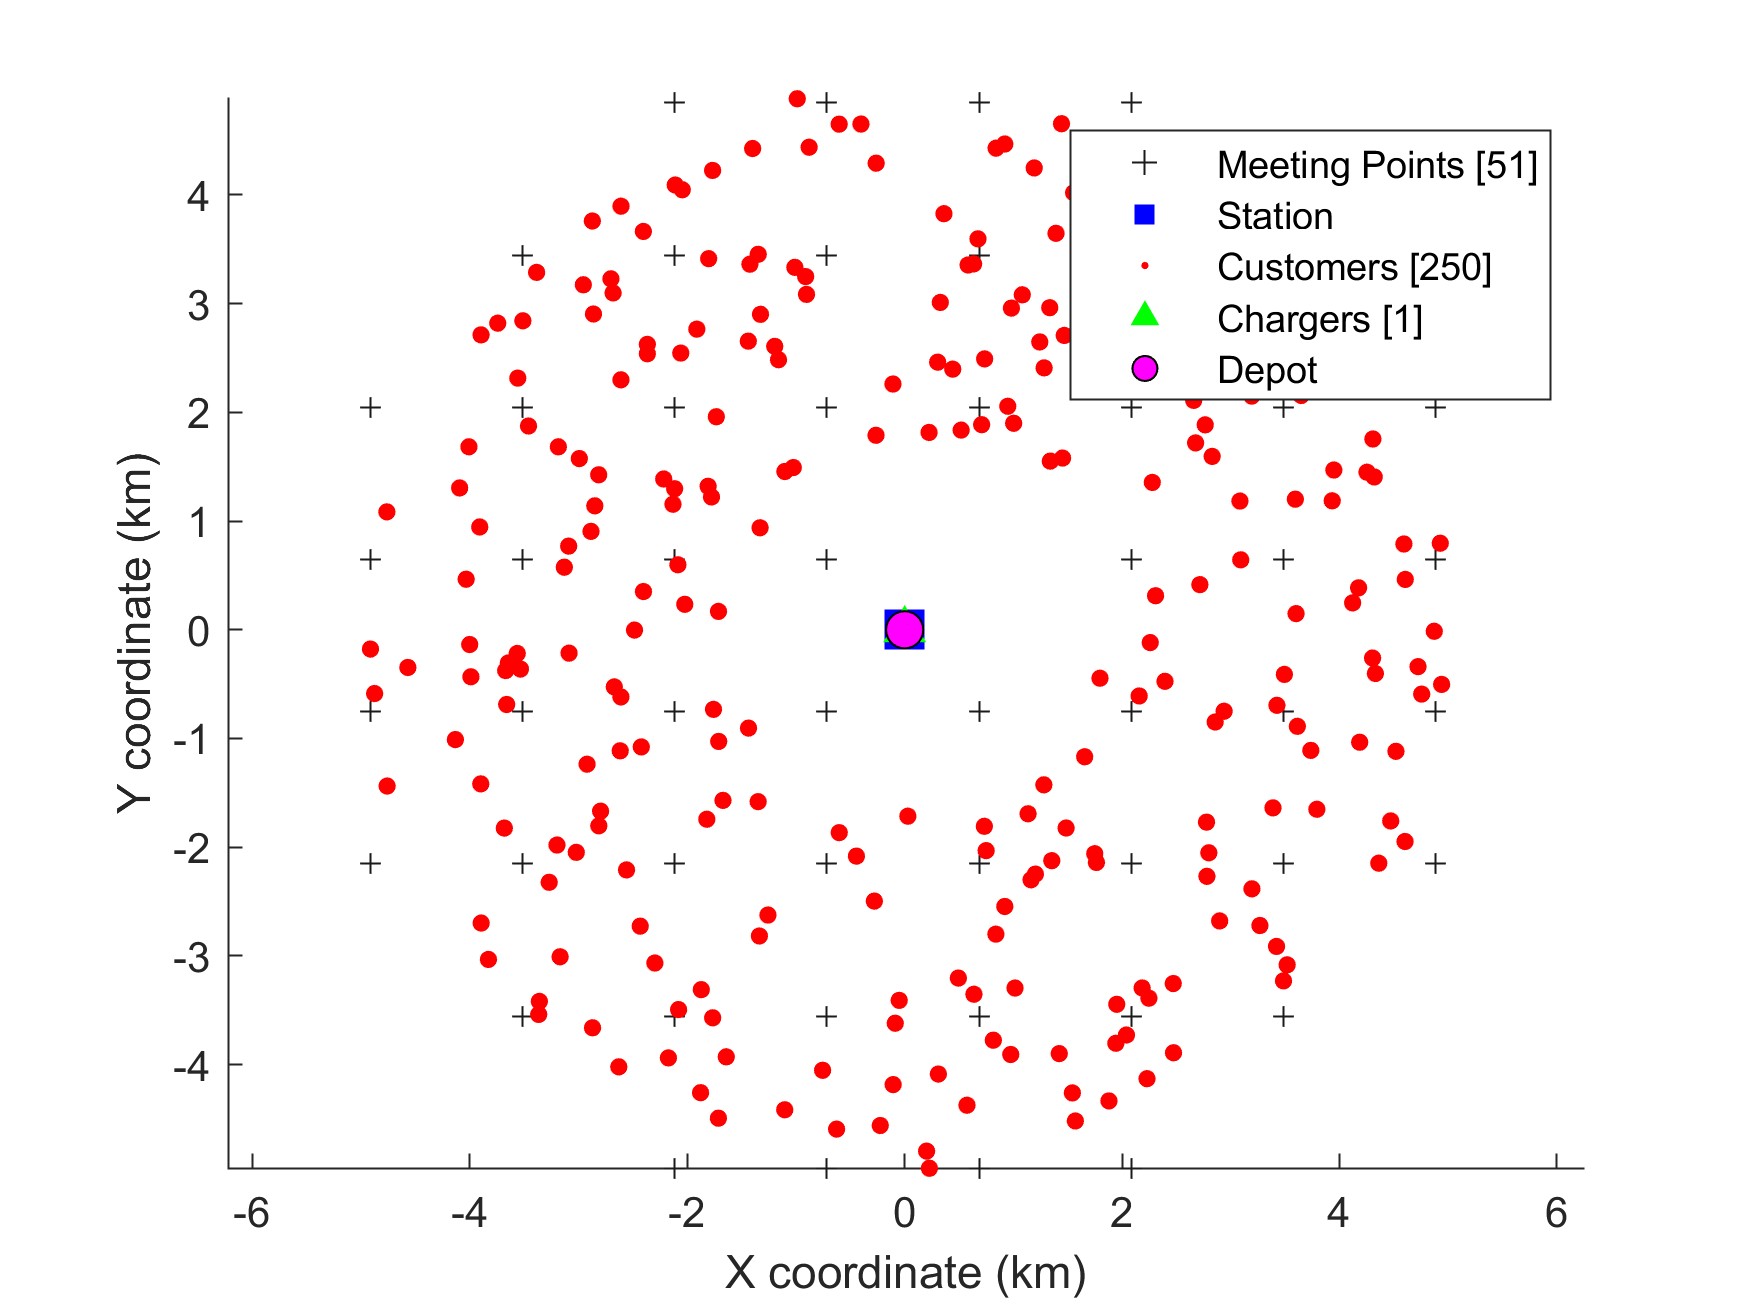 Meeting Points [51]
Station
Customers [250]
Chargers [1]
Depot
4
3
2
1
0
-1
-2
-3
-4
Y coordinate (km)
-6
-4
-2
0
2
4
6
X coordinate (km)